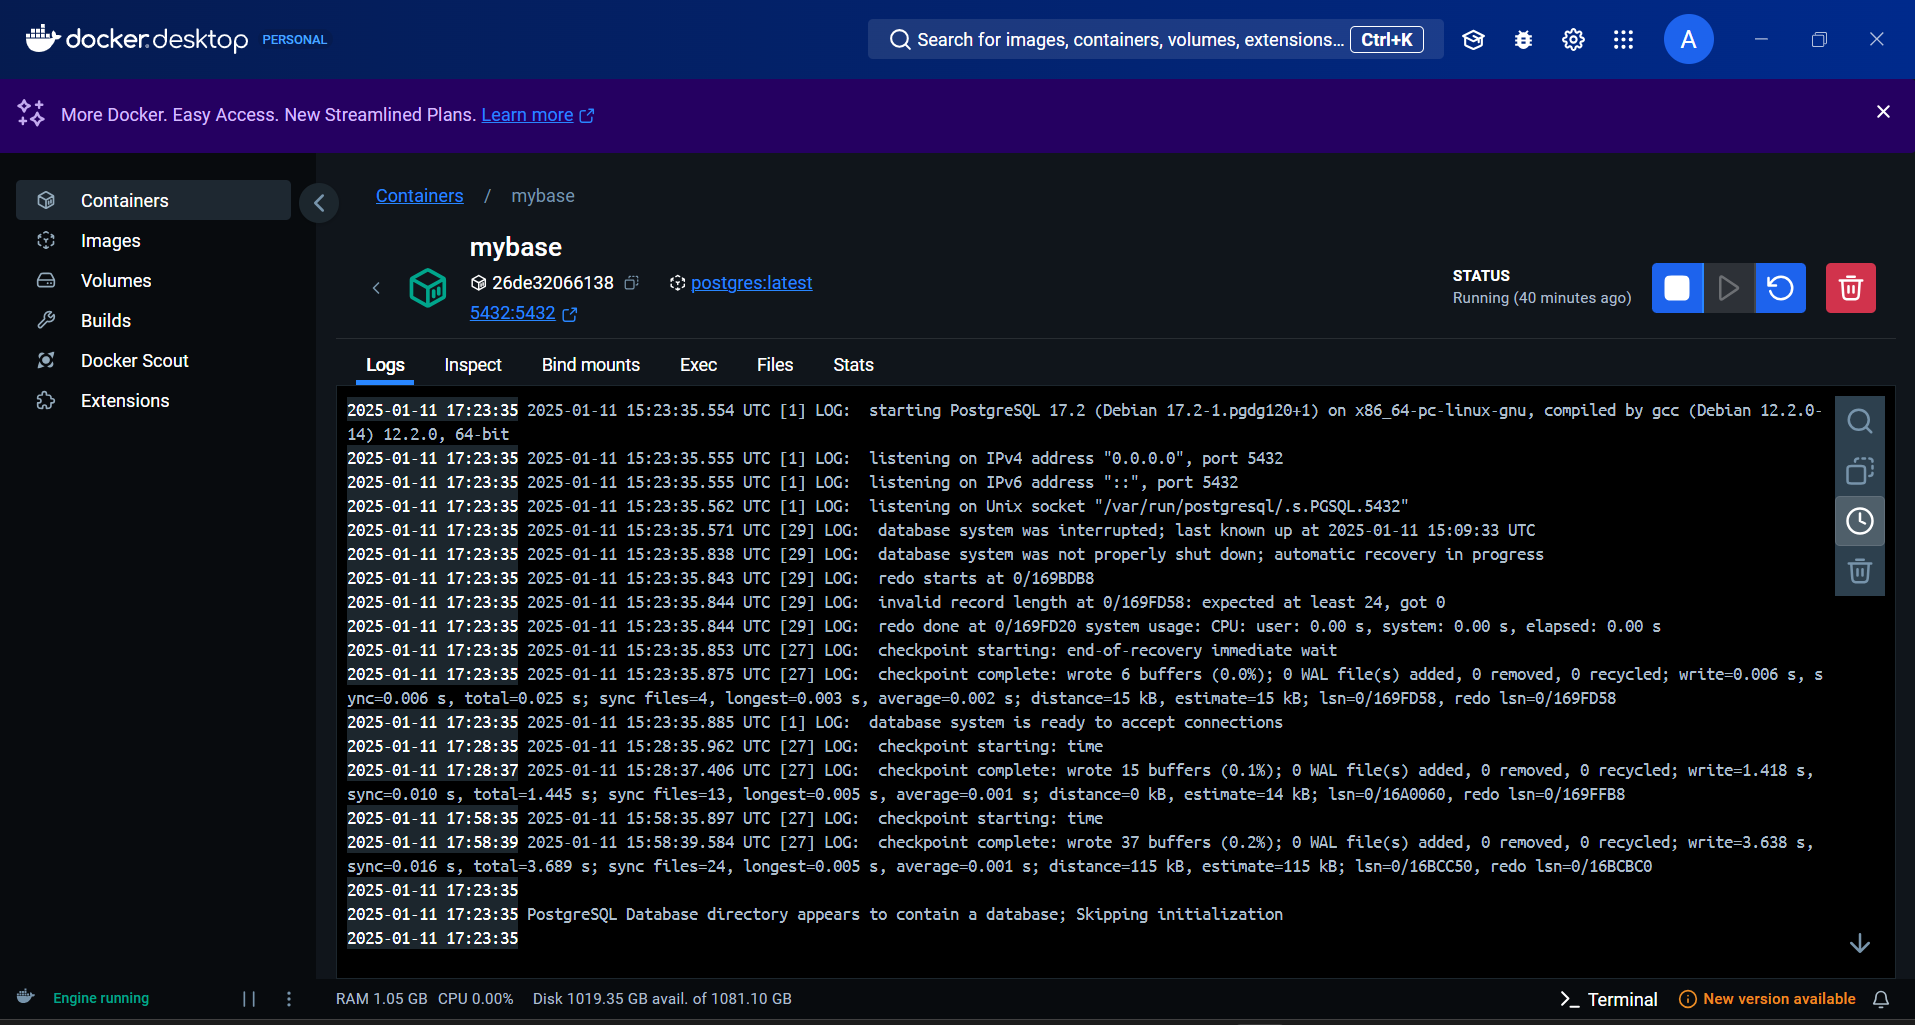 docker.desktop PERSONAL
Search for images, containers, volumes, extensions... Ctrl+K
A
More Docker. Easy Access. New Streamlined Plans. Learn more
Containers
Images
Volumes
Builds
Docker Scout
Extensions
Containers / mybase
mybase
26de32066138 postgres:latest
5432:5432
STATUS
Running (40 minutes ago)
Logs Inspect Bind mounts Exec Files Stats
2025-01-11 17:23:35 2025-01-11 15:23:35.554 UTC [1] LOG:  starting PostgreSQL 17.2 (Debian 17.2-1.pgdg120+1) on x86_64-pc-linux-gnu, compiled by gcc (Debian 12.2.0-
14) 12.2.0, 64-bit
2025-01-11 17:23:35 2025-01-11 15:23:35.555 UTC [1] LOG:  listening on IPv4 address "0.0.0.0", port 5432
2025-01-11 17:23:35 2025-01-11 15:23:35.555 UTC [1] LOG:  listening on IPv6 address "::", port 5432
2025-01-11 17:23:35 2025-01-11 15:23:35.562 UTC [1] LOG:  listening on Unix socket "/var/run/postgresql/.s.PGSQL.5432"
2025-01-11 17:23:35 2025-01-11 15:23:35.571 UTC [29] LOG:  database system was interrupted; last known up at 2025-01-11 15:09:33 UTC
2025-01-11 17:23:35 2025-01-11 15:23:35.838 UTC [29] LOG:  database system was not properly shut down; automatic recovery in progress
2025-01-11 17:23:35 2025-01-11 15:23:35.843 UTC [29] LOG:  redo starts at 0/169BDB8
2025-01-11 17:23:35 2025-01-11 15:23:35.844 UTC [29] LOG:  invalid record length at 0/169FD58: expected at least 24, got 0
2025-01-11 17:23:35 2025-01-11 15:23:35.844 UTC [29] LOG:  redo done at 0/169FD20 system usage: CPU: user: 0.00 s, system: 0.00 s, elapsed: 0.00 s
2025-01-11 17:23:35 2025-01-11 15:23:35.853 UTC [27] LOG:  checkpoint starting: end-of-recovery immediate wait
2025-01-11 17:23:35 2025-01-11 15:23:35.875 UTC [27] LOG:  checkpoint complete: wrote 6 buffers (0.0%); 0 WAL file(s) added, 0 removed, 0 recycled; write=0.006 s, s
ync=0.006 s, total=0.025 s; sync files=4, longest=0.003 s, average=0.002 s; distance=15 kB, estimate=15 kB; lsn=0/169FD58, redo lsn=0/169FD58
2025-01-11 17:23:35 2025-01-11 15:23:35.885 UTC [1] LOG:  database system is ready to accept connections
2025-01-11 17:28:35 2025-01-11 15:28:35.962 UTC [27] LOG:  checkpoint starting: time
2025-01-11 17:28:37 2025-01-11 15:28:37.406 UTC [27] LOG:  checkpoint complete: wrote 15 buffers (0.1%); 0 WAL file(s) added, 0 removed, 0 recycled; write=1.418 s,
sync=0.010 s, total=1.445 s; sync files=13, longest=0.005 s, average=0.001 s; distance=0 kB, estimate=14 kB; lsn=0/16A0060, redo lsn=0/169FFB8
2025-01-11 17:58:35 2025-01-11 15:58:35.897 UTC [27] LOG:  checkpoint starting: time
2025-01-11 17:58:39 2025-01-11 15:58:39.584 UTC [27] LOG:  checkpoint complete: wrote 37 buffers (0.2%); 0 WAL file(s) added, 0 removed, 0 recycled; write=3.638 s,
sync=0.016 s, total=3.689 s; sync files=24, longest=0.005 s, average=0.001 s; distance=115 kB, estimate=115 kB; lsn=0/16BCC50, redo lsn=0/16BCBC0
2025-01-11 17:23:35
2025-01-11 17:23:35 PostgreSQL Database directory appears to contain a database; Skipping initialization
2025-01-11 17:23:35
Engine running
RAM 1.05 GB CPU 0.00% Disk 1019.35 GB avail. of 1081.10 GB
Terminal
New version available